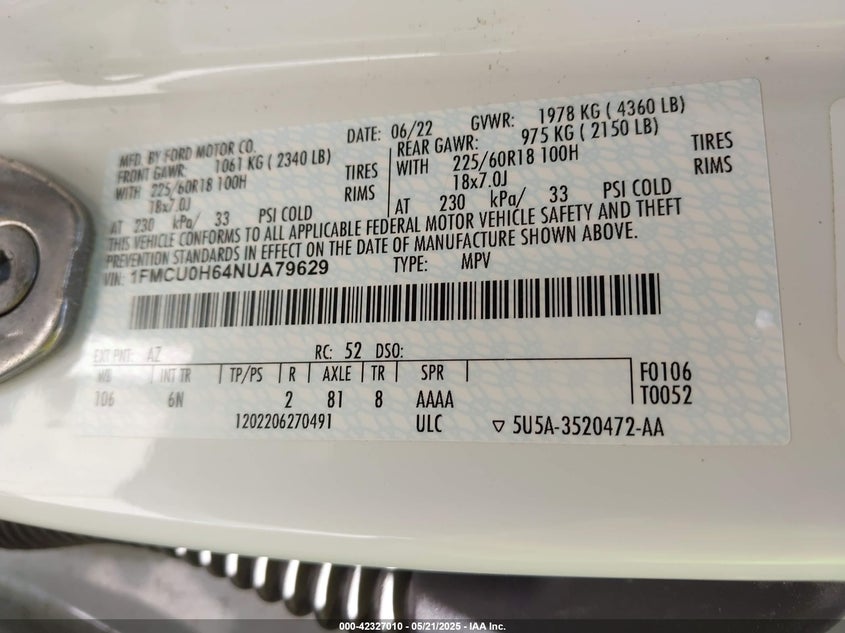 MFD. BY FORD MOTOR CO. DATE: 06/22 GVWR: 1978 KG ( 4360 LB)
FRONT GAWR: 1061 KG ( 2340 LB) REAR GAWR: 975 KG ( 2150 LB)
WITH 225/60R18 100H TIRES WITH 225/60R18 100H TIRES
18x7.0J RIMS 18x7.0J RIMS
AT 230 kPa/ 33 PSI COLD AT 230 kPa/ 33 PSI COLD
THIS VEHICLE CONFORMS TO ALL APPLICABLE FEDERAL MOTOR VEHICLE SAFETY AND THEFT
PREVENTION STANDARDS IN EFFECT ON THE DATE OF MANUFACTURE SHOWN ABOVE.
VIN: 1FMCU0H64NUA79629 TYPE: MPV
EXT PNT: AZ RC: 52 DSO:
WB INT TR TP/PS R AXLE TR SPR F0106
106 6N 2 81 8 AAAA T0052
1202206270491 ULC ▽ 5U5A-3520472-AA
000-42327010 — 05/21/2025 — IAA Inc.